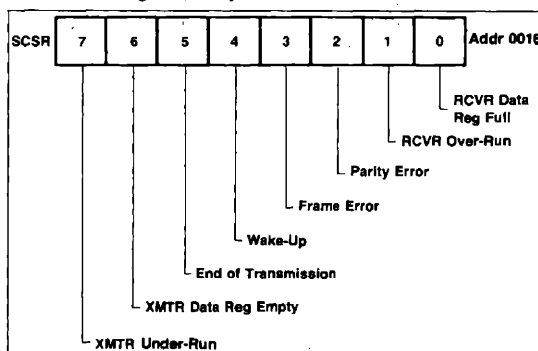 SCSR 7 6 5 4 3 2 1 0 Addr 0016
RCVR Data
Reg Full
RCVR Over-Run
Parity Error
Frame Error
Wake-Up
End of Transmission
XMTR Data Reg Empty
XMTR Under-Run